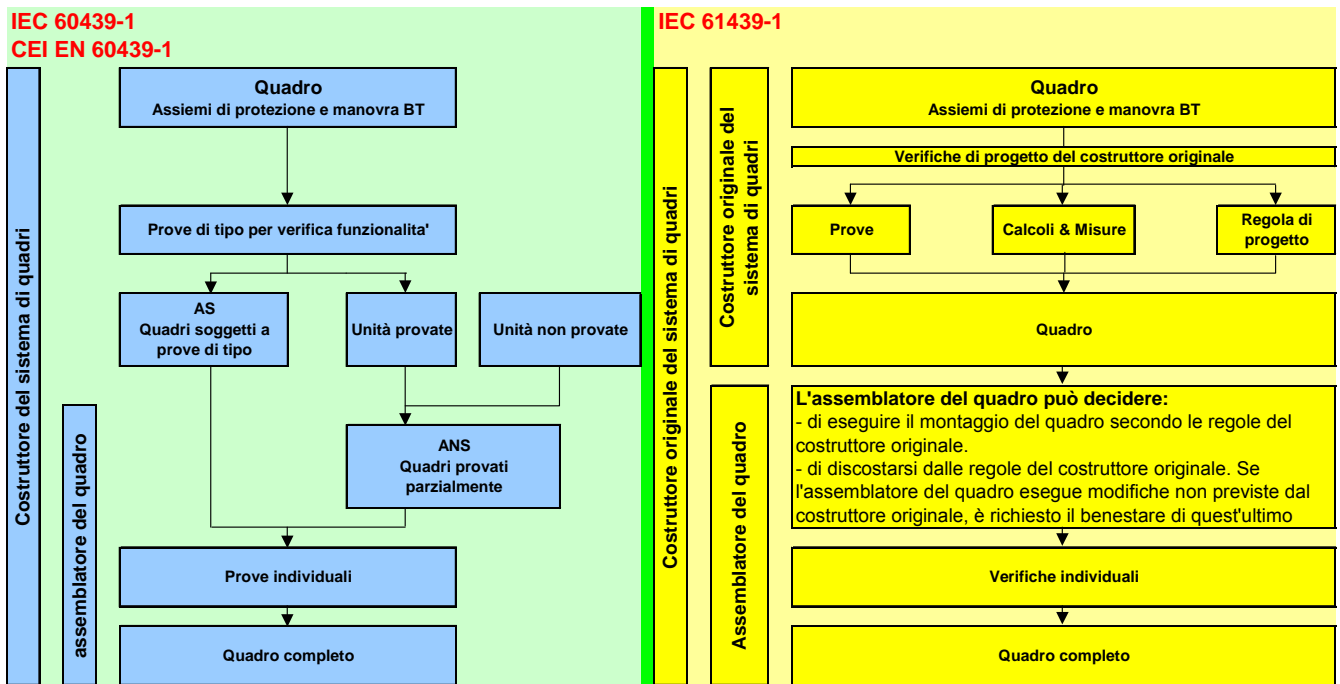 IEC 60439-1
CEI EN 60439-1
Costruttore del sistema di quadri
assemblatore del quadro
Quadro
Assiemi di protezione e manovra BT
Prove di tipo per verifica funzionalita'
AS
Quadri soggetti a
prove di tipo
Unità provate
Unità non provate
ANS
Quadri provati
parzialmente
Prove individuali
Quadro completo
IEC 61439-1
Costruttore originale del sistema di quadri
Costruttore originale del
sistema di quadri
Assemblatore del quadro
Quadro
Assiemi di protezione e manovra BT
Verifiche di progetto del costruttore originale
Prove
Calcoli & Misure
Regola di
progetto
Quadro
L'assemblatore del quadro può decidere:
- di eseguire il montaggio del quadro secondo le regole del
costruttore originale.
- di discostarsi dalle regole del costruttore originale. Se
l'assemblatore del quadro esegue modifiche non previste dal
costruttore originale, è richiesto il benestare di quest'ultimo
Verifiche individuali
Quadro completo